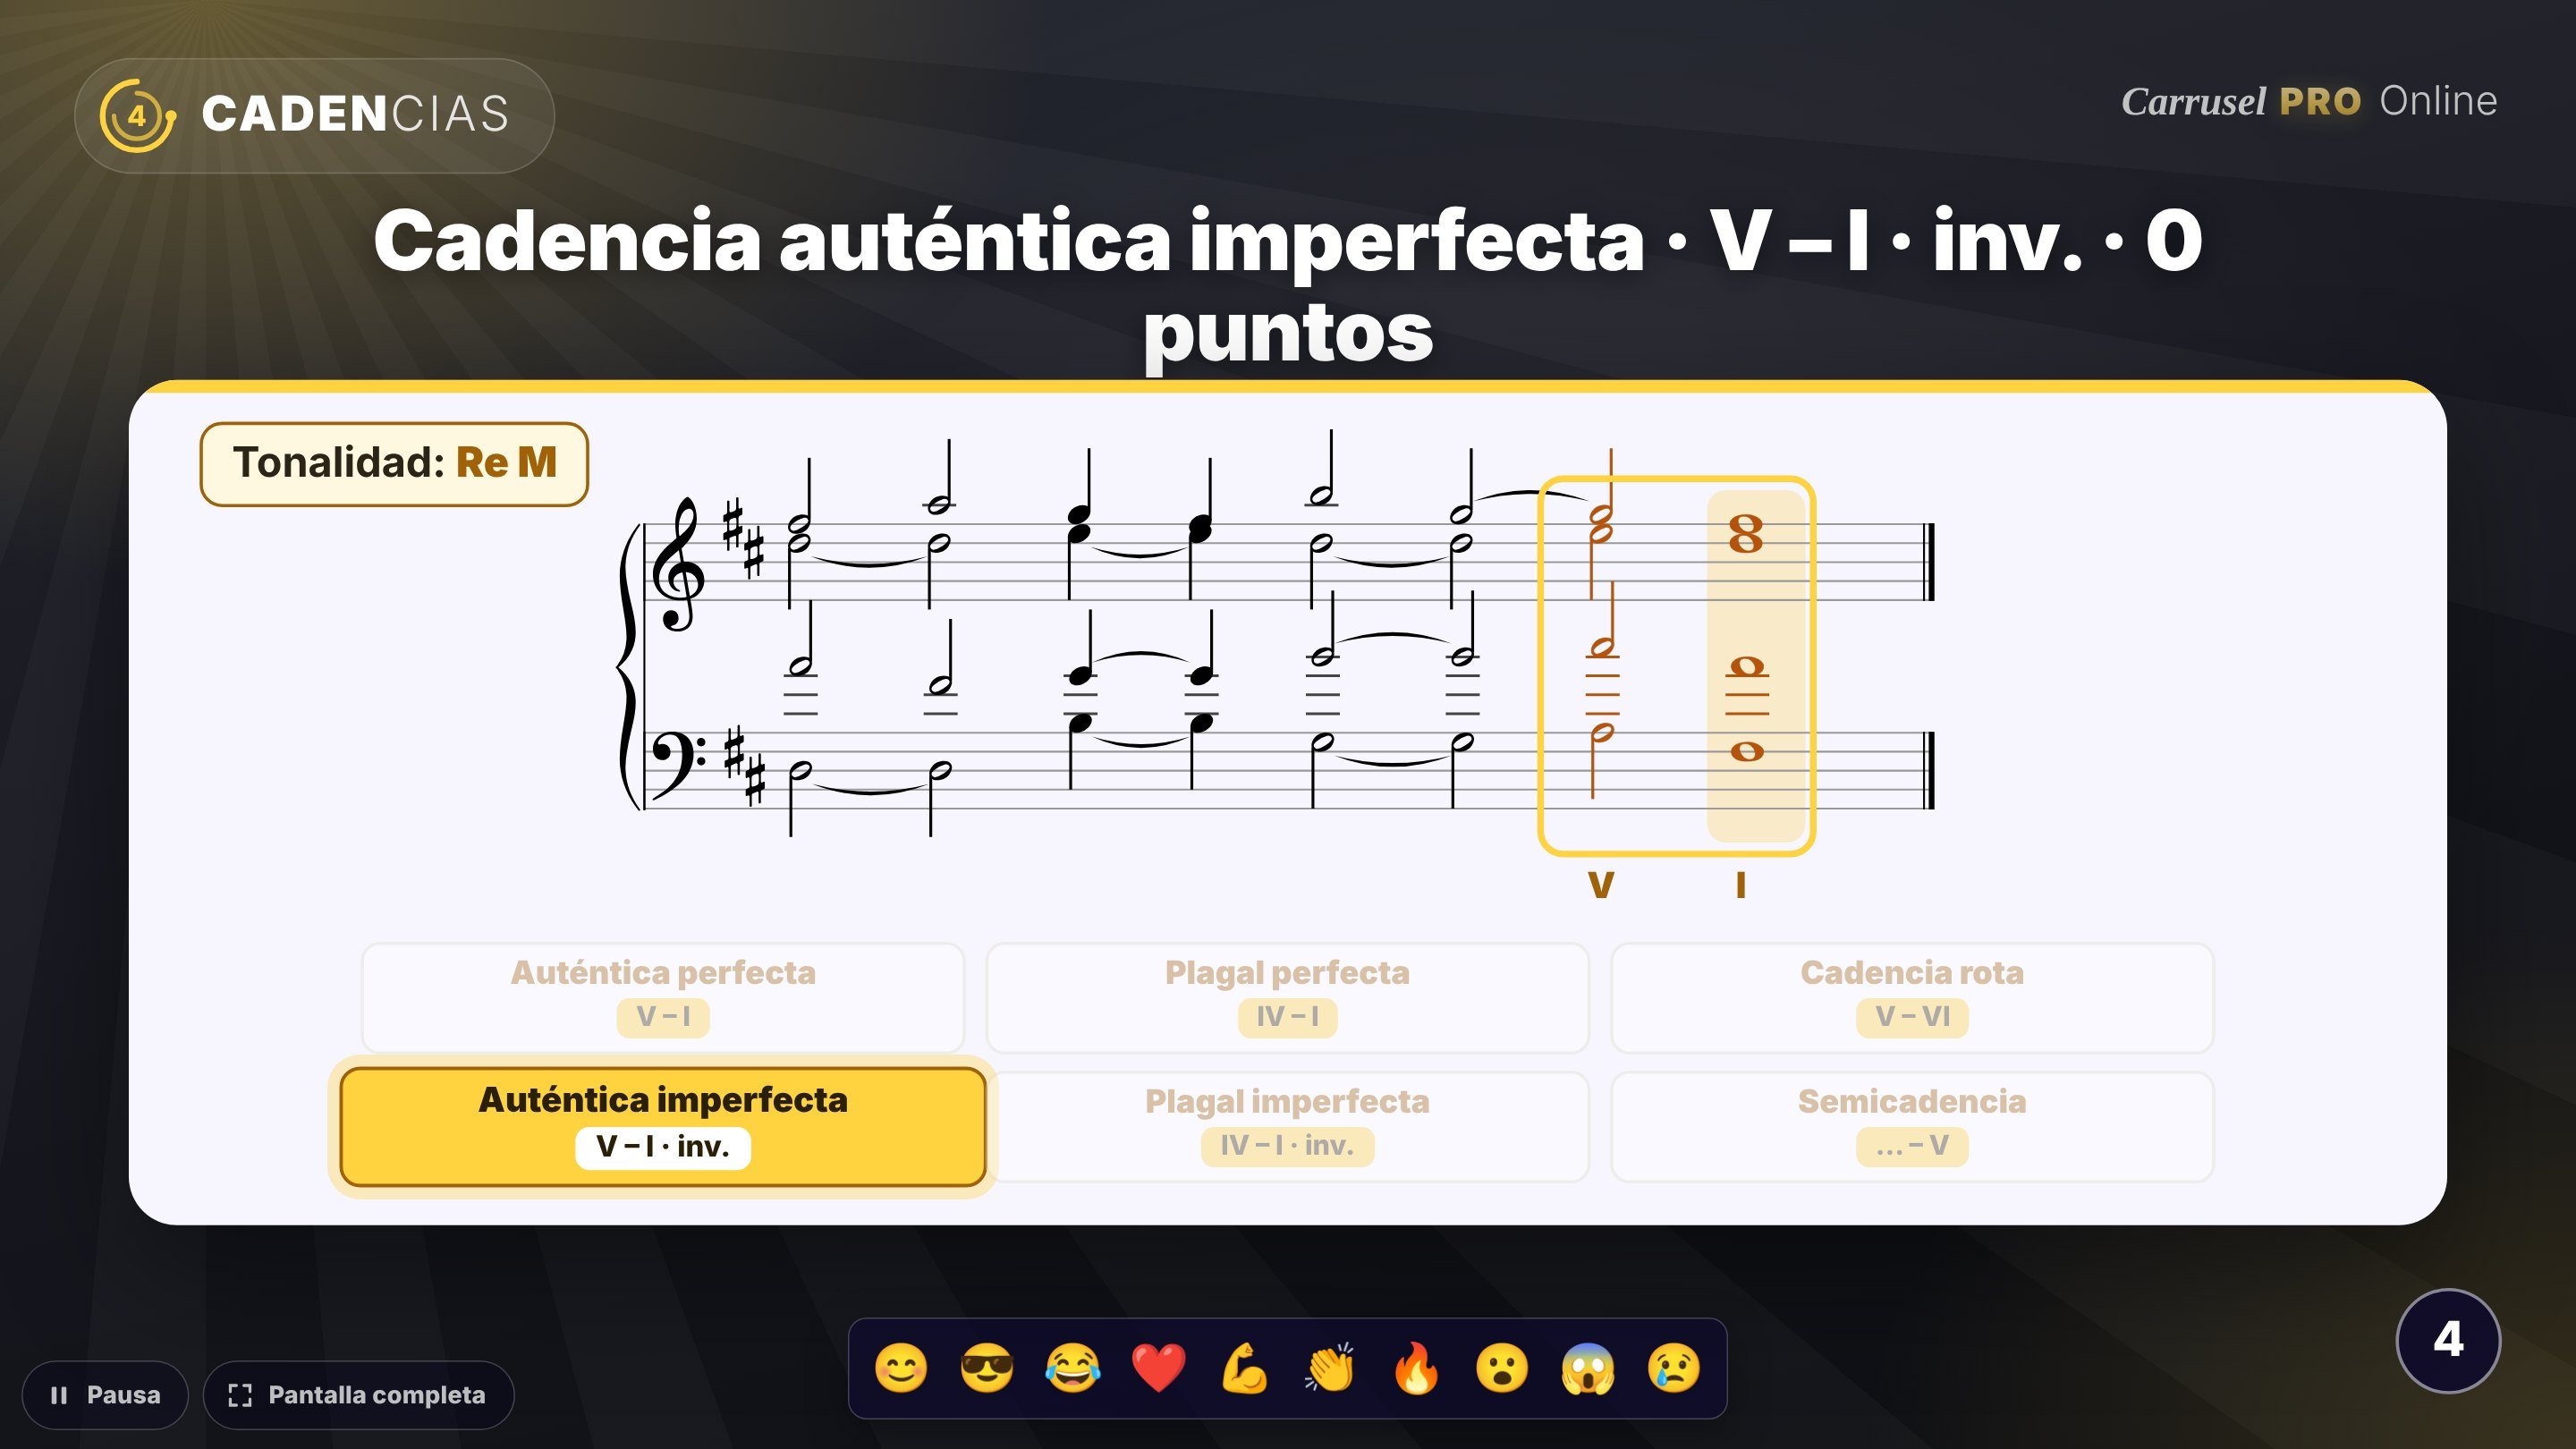 4 CADENCIAS
Carrusel PRO Online
Cadencia auténtica imperfecta · V – I · inv. · 0
puntos
Tonalidad: Re M
V I
Auténtica perfecta
V – I
Plagal perfecta
IV – I
Cadencia rota
V – VI
Auténtica imperfecta
V – I · inv.
Plagal imperfecta
IV – I · inv.
Semicadencia
... – V
Pausa
Pantalla completa
4